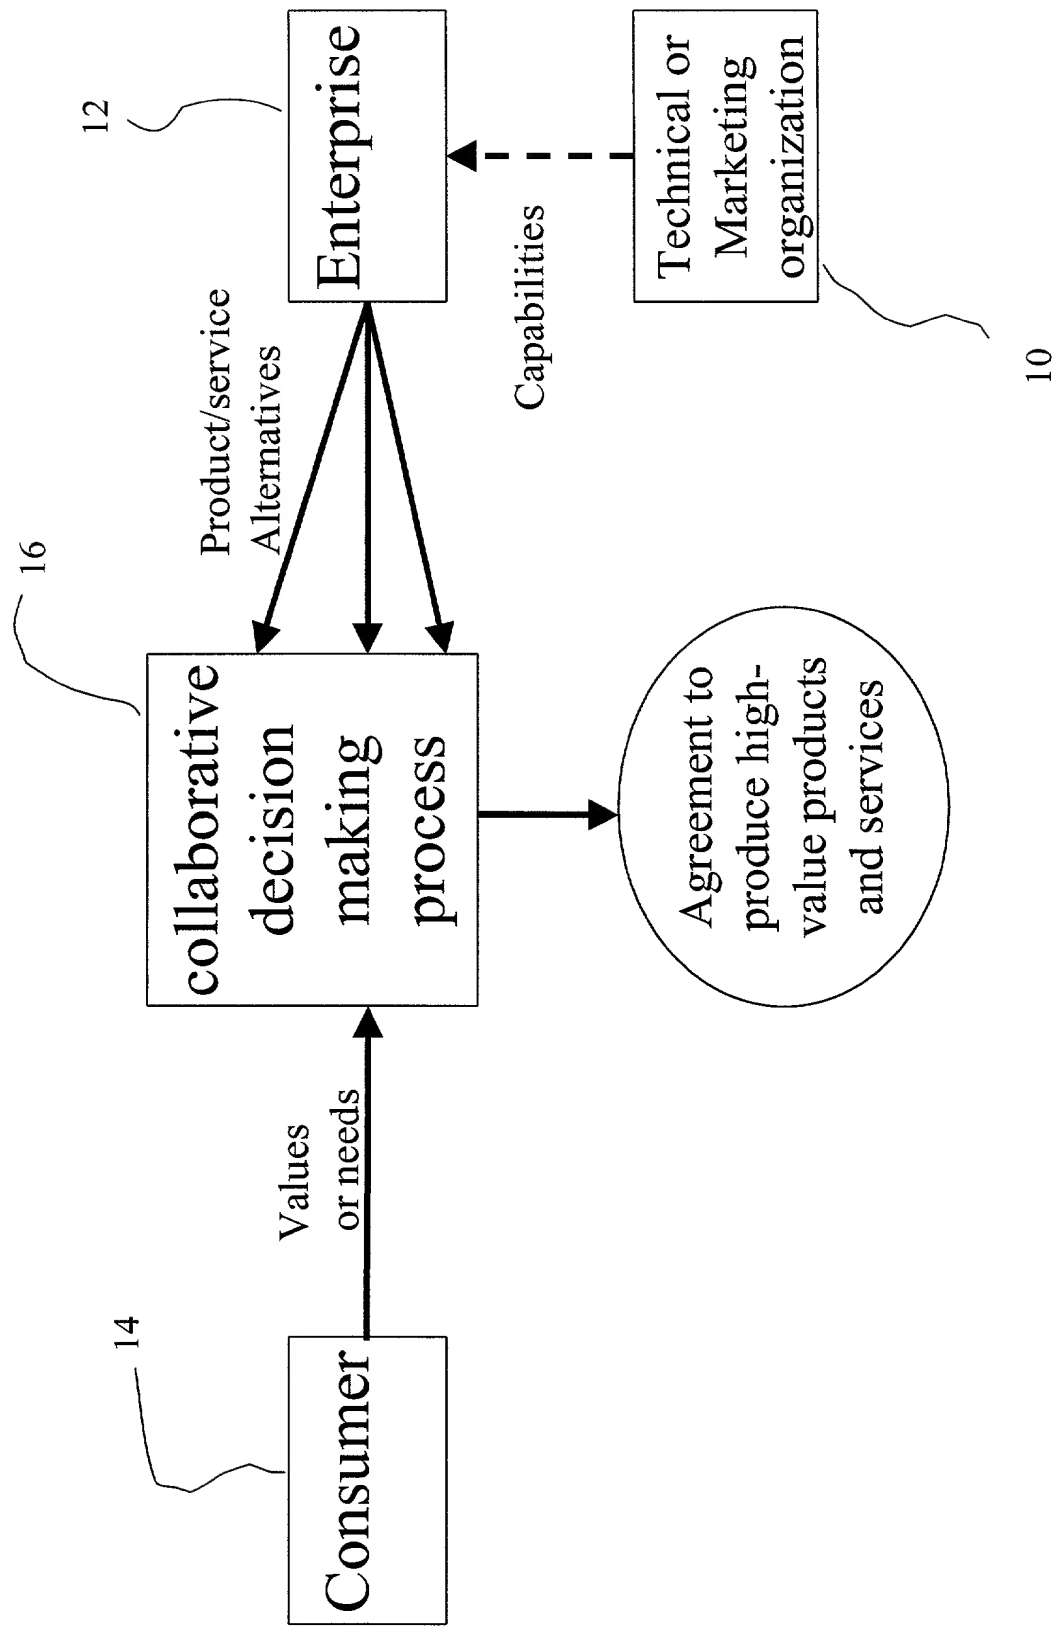 14
Consumer
Values
or needs
16
collaborative
decision
making
process
Product/service
Alternatives
12
Enterprise
Capabilities
Technical or
Marketing
organization
10
Agreement to
produce high-
value products
and services